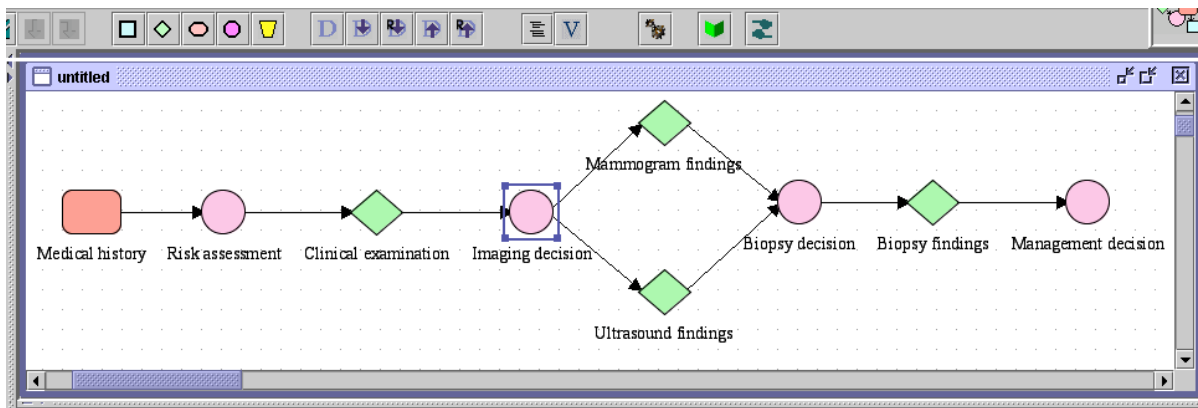 D
R
R
V
untitled
Mammogram findings
Medical history
Risk assessment
Clinical examination
Imaging decision
Biopsy decision
Biopsy findings
Management decision
Ultrasound findings